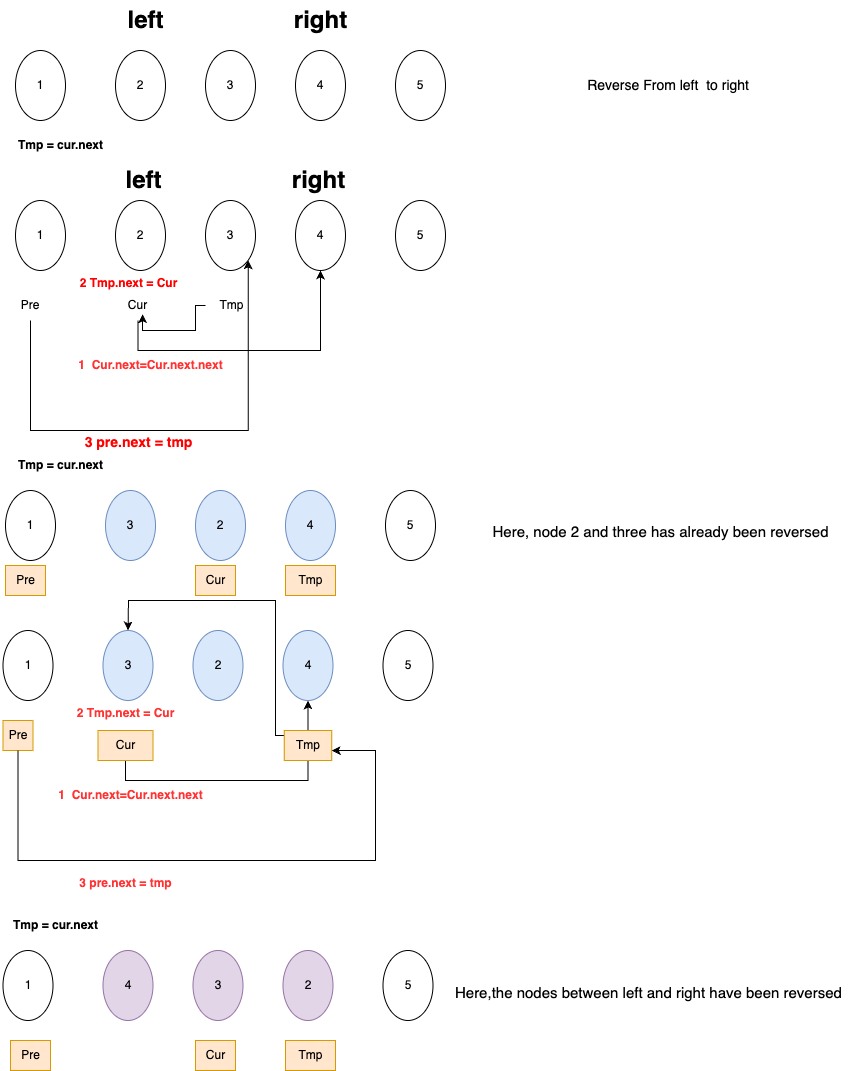 left right
1 2 3 4 5
Reverse From left to right
Tmp = cur.next
left right
1 2 3 4 5
2 Tmp.next = Cur
Pre Cur Tmp
1 Cur.next=Cur.next.next
3 pre.next = tmp
Tmp = cur.next
1 3 2 4 5
Here, node 2 and three has already been reversed
Pre Cur Tmp
1 3 2 4 5
2 Tmp.next = Cur
Pre Cur Tmp
1 Cur.next=Cur.next.next
3 pre.next = tmp
Tmp = cur.next
1 4 3 2 5
Here,the nodes between left and right have been reversed
Pre Cur Tmp